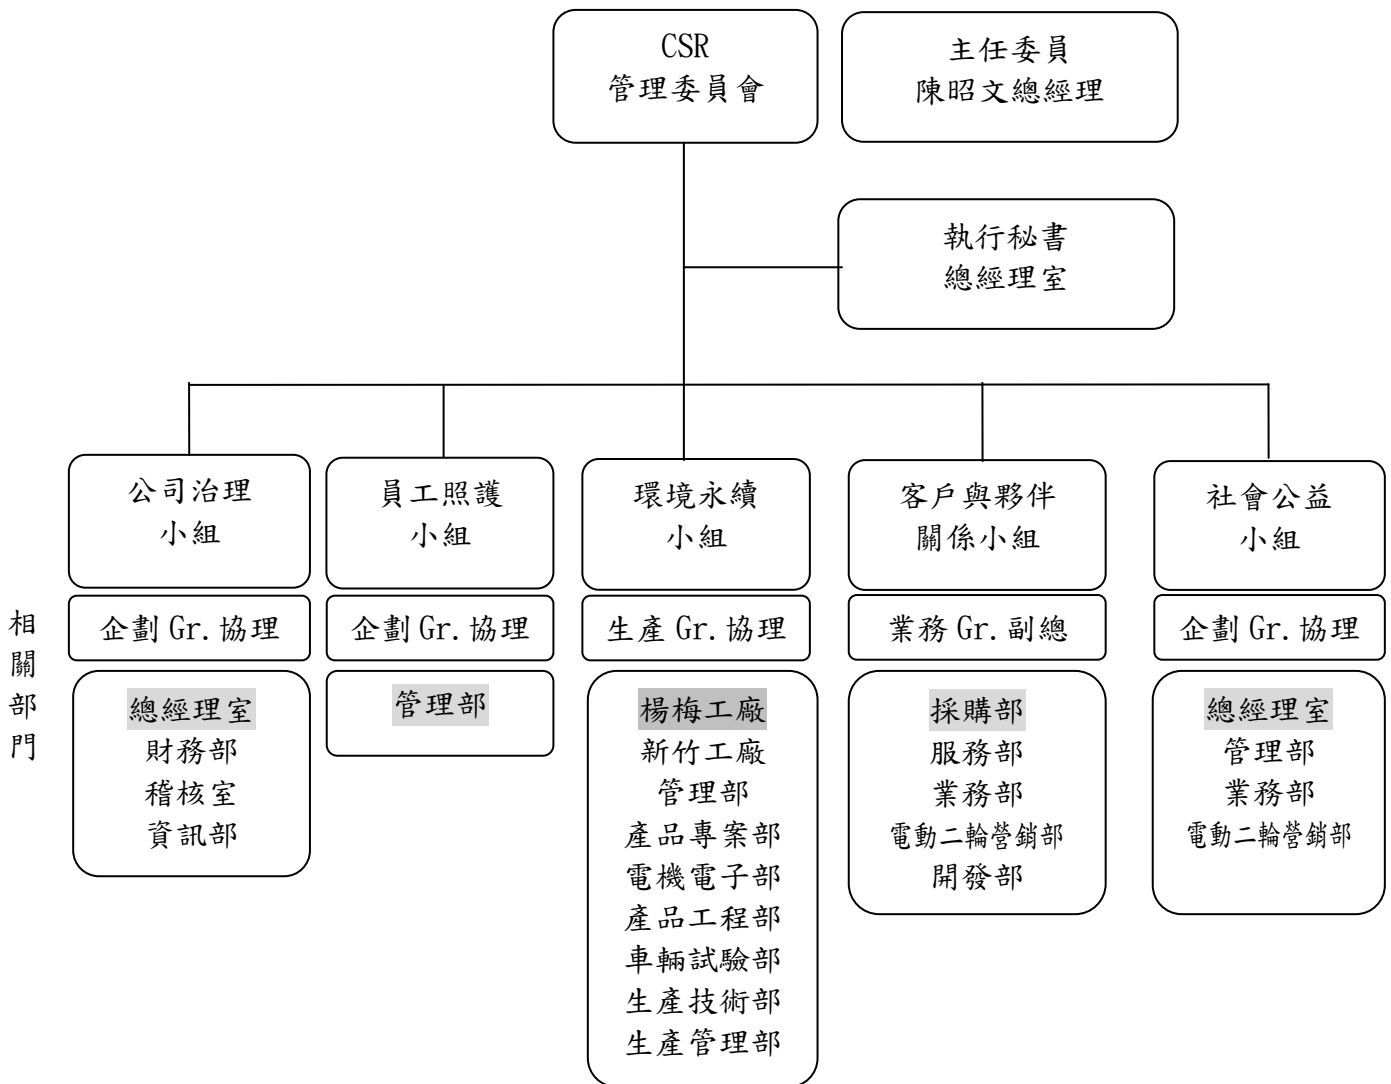 CSR
管理委員會
主任委員
陳昭文總經理
執行秘書
總經理室
公司治理
小組
員工照護
小組
環境永續
小組
客戶與夥伴
關係小組
社會公益
小組
相關部門
企劃 Gr.協理
企劃 Gr.協理
生產 Gr.協理
業務 Gr.副總
企劃 Gr.協理
總經理室
財務部
稽核室
資訊部
管理部
楊梅工廠
新竹工廠
管理部
產品專案部
電機電子部
產品工程部
車輛試驗部
生產技術部
生產管理部
採購部
服務部
業務部
電動二輪營銷部
開發部
總經理室
管理部
業務部
電動二輪營銷部